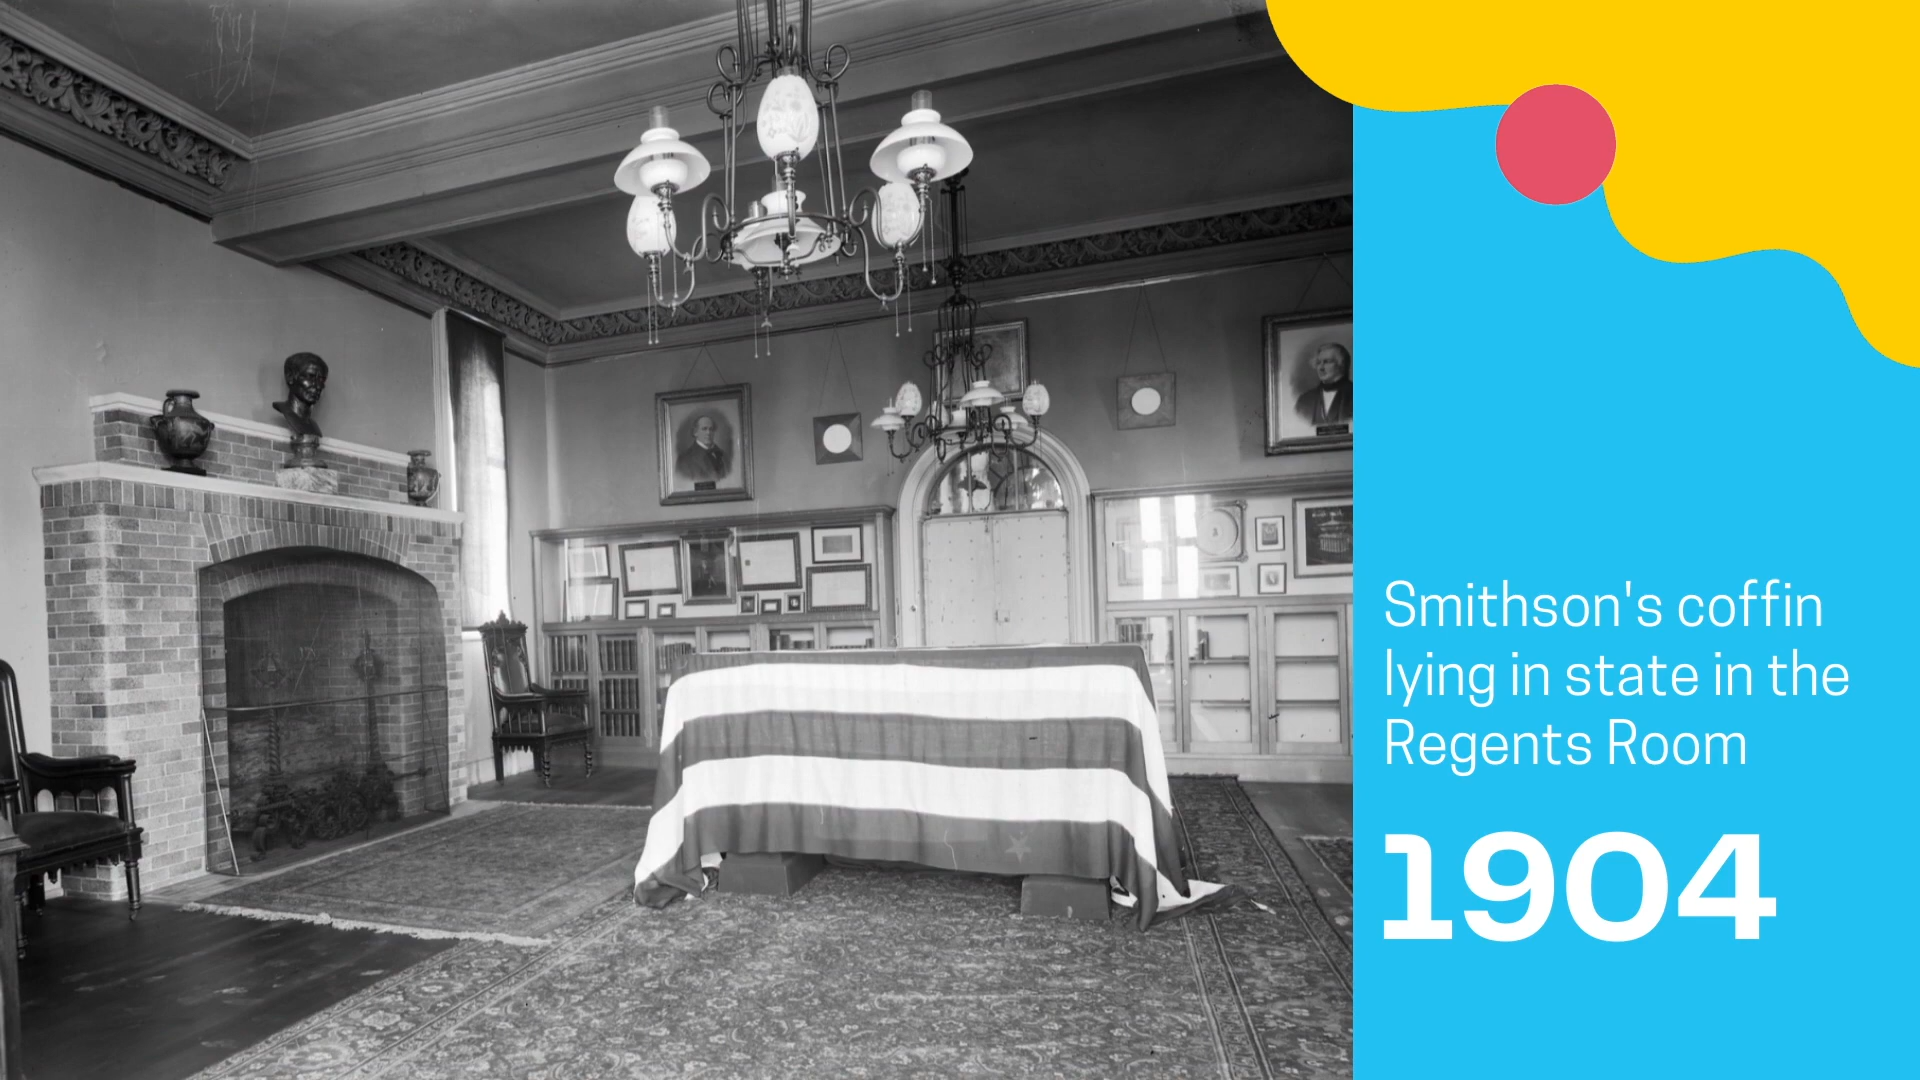 Smithson's coffin
lying in state in the
Regents Room
1904